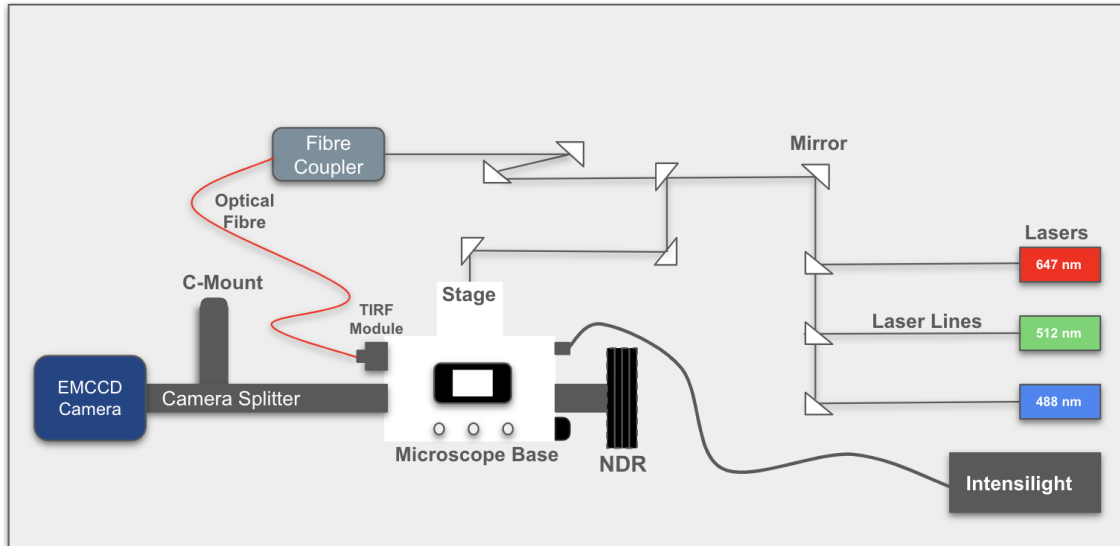 Fibre
Coupler
Mirror
Optical
Fibre
Lasers
647 nm
C-Mount
Stage
TIRF
Module
Laser Lines
512 nm
EMCCD
Camera
Camera Splitter
488 nm
Microscope Base
NDR
Intensilight